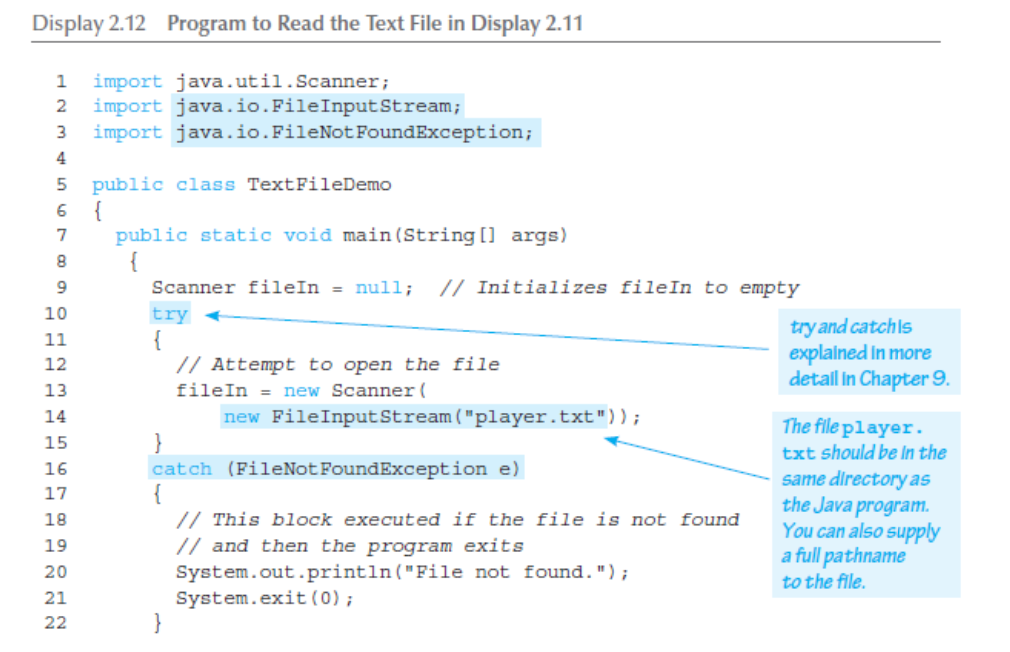 Display 2.12 Program to Read the Text File in Display 2.11
1 import java.util.Scanner;
2 import java.io.FileInputStream;
3 import java.io.FileNotFoundException;
4
5 public class TextFileDemo
6 {
7 public static void main(String[] args)
8 {
9 Scanner fileIn = null; // Initializes fileIn to empty
10 try
11 {
12 // Attempt to open the file
13 fileIn = new Scanner(
14 new FileInputStream("player.txt"));
15 }
16 catch (FileNotFoundException e)
17 {
18 // This block executed if the file is not found
19 // and then the program exits
20 System.out.println("File not found.");
21 System.exit(0);
22 }
try and catch is
explained in more
detail in Chapter 9.
The file player.
txt should be in the
same directory as
the Java program.
You can also supply
a full pathname
to the file.